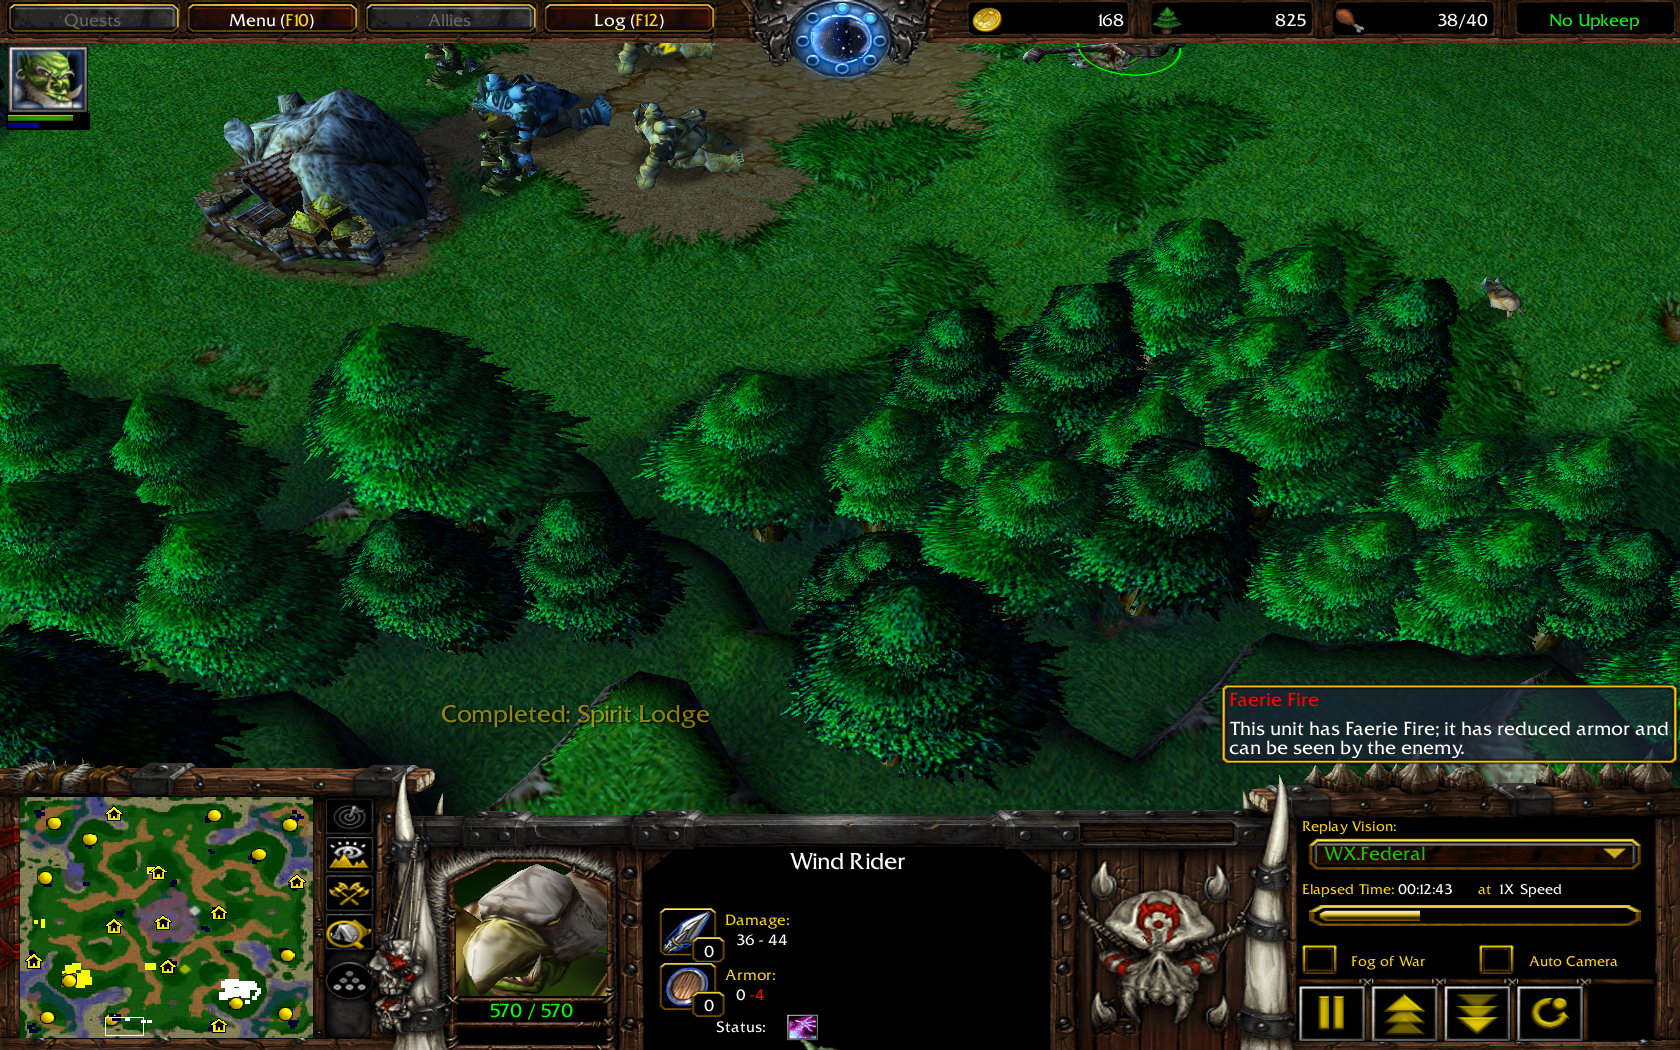 Quests
Menu (F10)
Allies
Log (F12)
168
825
38/40
No Upkeep
Completed: Spirit Lodge
Faerie Fire
This unit has Faerie Fire; it has reduced armor and
can be seen by the enemy.
Wind Rider
Damage:
36 - 44
0
Armor:
0 -4
0
Status:
570 / 570
Replay Vision:
WX.Federal
Elapsed Time: 00:12:43 at 1X Speed
Fog of War
Auto Camera